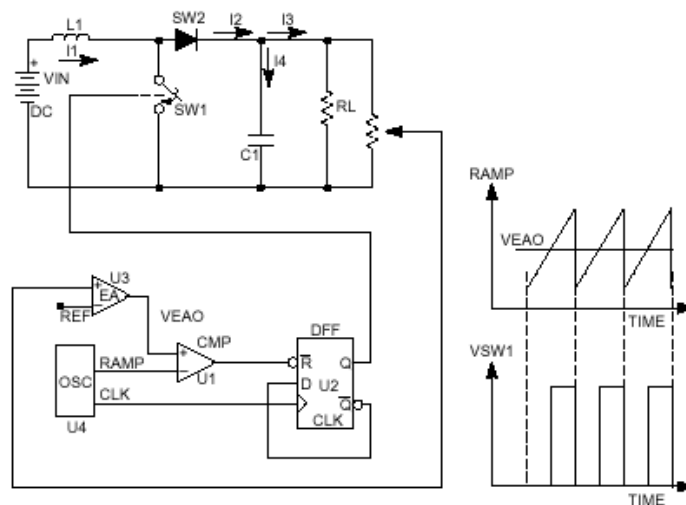 SW2
I2
I3
L1
I1
I4
+
VIN
DC
SW1
RL
C1
RAMP
VEAO
TIME
U3
+
EA
−
REF
VEAO
CMP
+
−
U1
DFF
R
Q
D
U2
Q
CLK
OSC
RAMP
CLK
U4
VSW1
TIME